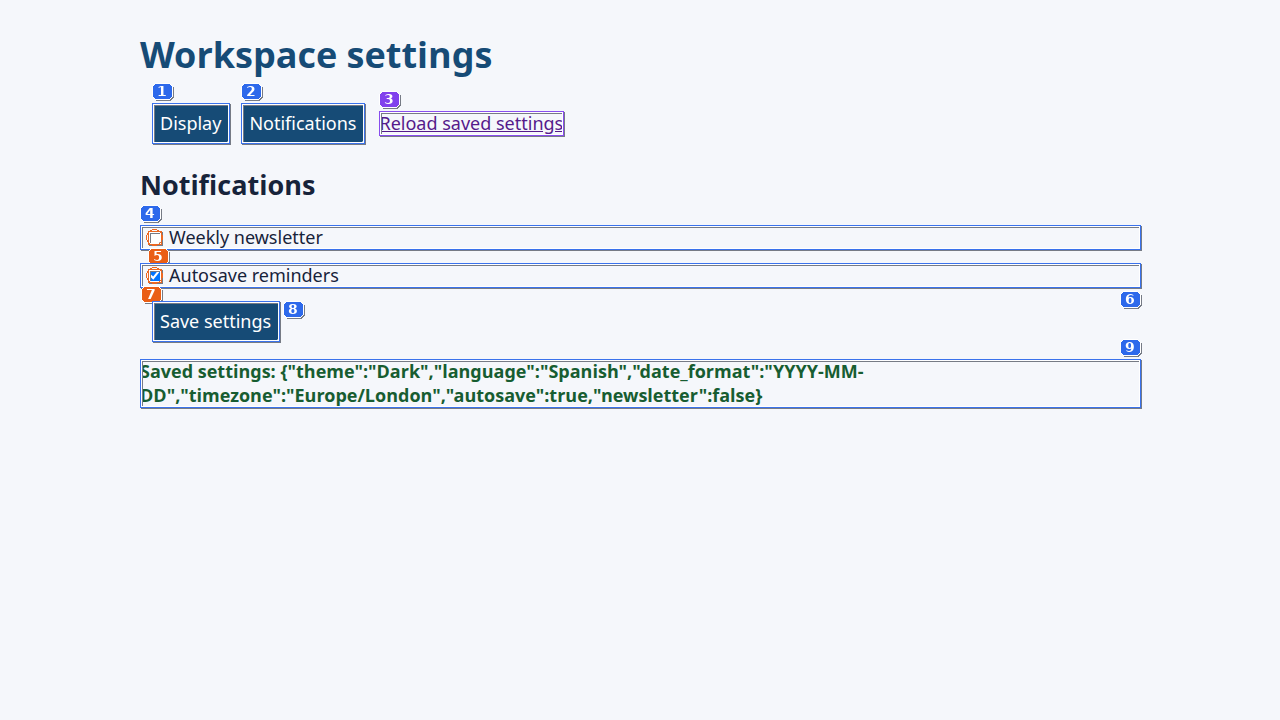 Workspace settings
1 2 3
Display Notifications Reload saved settings
Notifications
4
Weekly newsletter
5
Autosave reminders
7 6
Save settings 8
9
Saved settings: {"theme":"Dark","language":"Spanish","date_format":"YYYY-MM-
DD","timezone":"Europe/London","autosave":true,"newsletter":false}